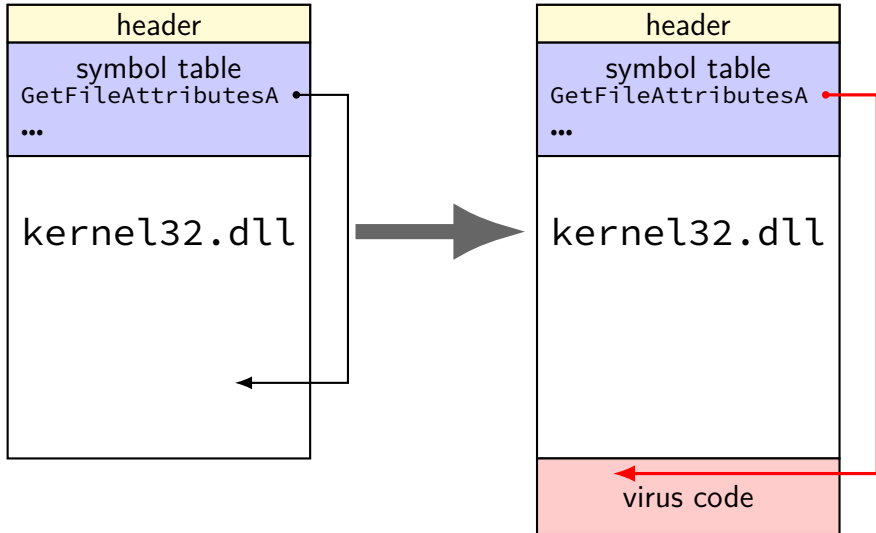 header
symbol table
GetFileAttributesA
...
kernel32.dll
header
symbol table
GetFileAttributesA
...
kernel32.dll
virus code